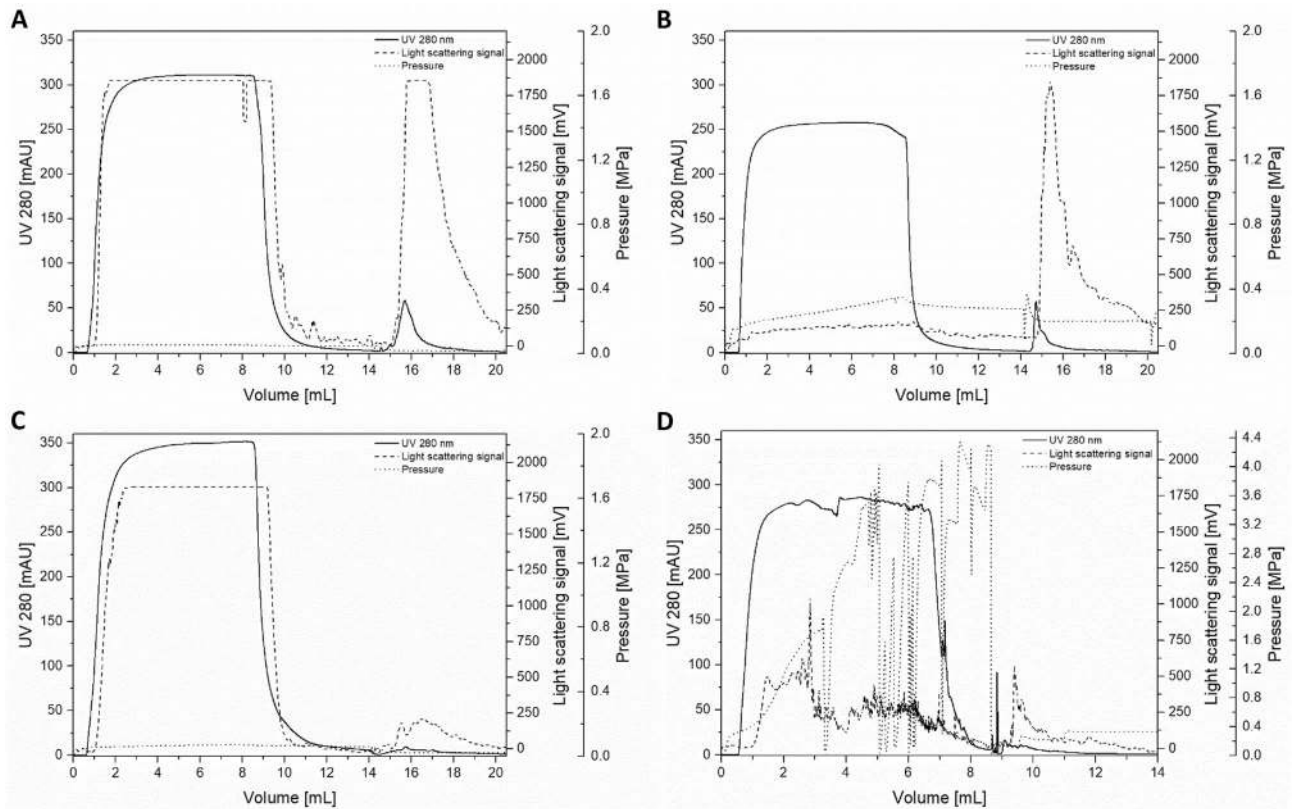 A
UV 280 nm
Light scattering signal
Pressure
350
300
250
200
150
100
50
0
UV 280 [mAU]
2000
1750
1500
1250
1000
750
500
250
0
Light scattering signal [mV]
2.0
1.6
1.2
0.8
0.4
0.0
Pressure [MPa]
0 2 4 6 8 10 12 14 16 18 20
Volume [mL]
B
UV 280 nm
Light scattering signal
Pressure
350
300
250
200
150
100
50
0
UV 280 [mAU]
2000
1750
1500
1250
1000
750
500
250
0
Light scattering signal [mV]
2.0
1.6
1.2
0.8
0.4
0.0
Pressure [MPa]
0 2 4 6 8 10 12 14 16 18 20
Volume [mL]
C
UV 280 nm
Light scattering signal
Pressure
350
300
250
200
150
100
50
0
UV 280 [mAU]
2000
1750
1500
1250
1000
750
500
250
0
Light scattering signal [mV]
2.0
1.6
1.2
0.8
0.4
0.0
Pressure [MPa]
0 2 4 6 8 10 12 14 16 18 20
Volume [mL]
D
UV 280 nm
Light scattering signal
Pressure
350
300
250
200
150
100
50
0
UV 280 [mAU]
2000
1750
1500
1250
1000
750
500
250
0
Light scattering signal [mV]
4.4
4.0
3.6
3.2
2.8
2.4
2.0
1.6
1.2
0.8
0.4
0.0
Pressure [MPa]
0 2 4 6 8 10 12 14
Volume [mL]